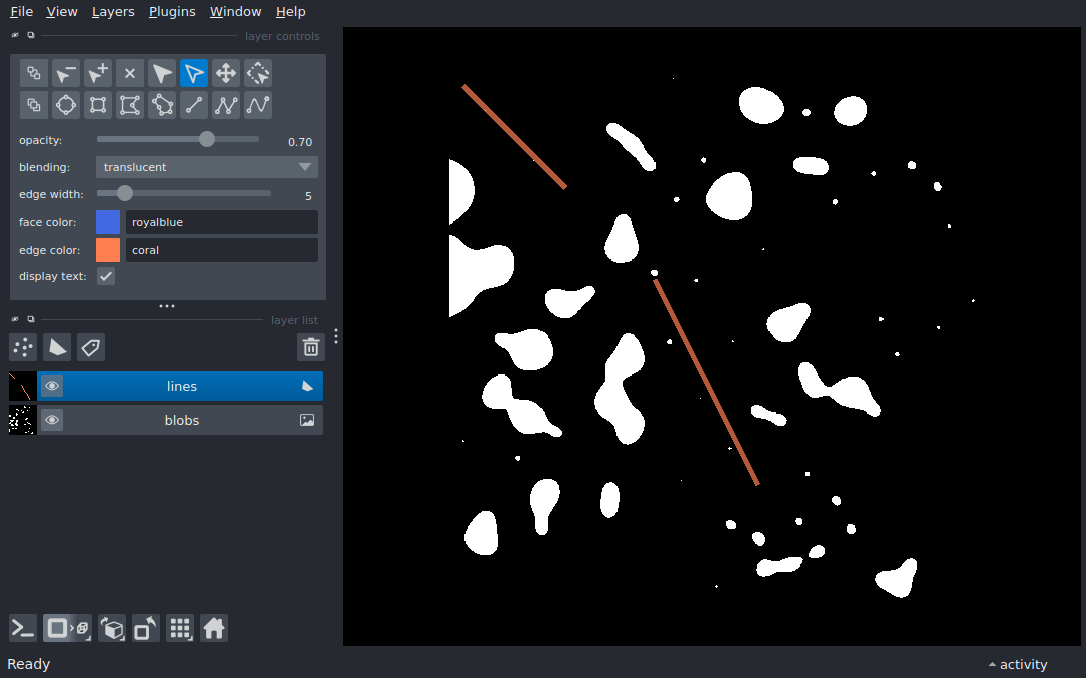 File View Layers Plugins Window Help
layer controls
opacity: 0.70
blending: translucent
edge width: 5
face color: royalblue
edge color: coral
display text:
layer list
lines
blobs
Ready activity